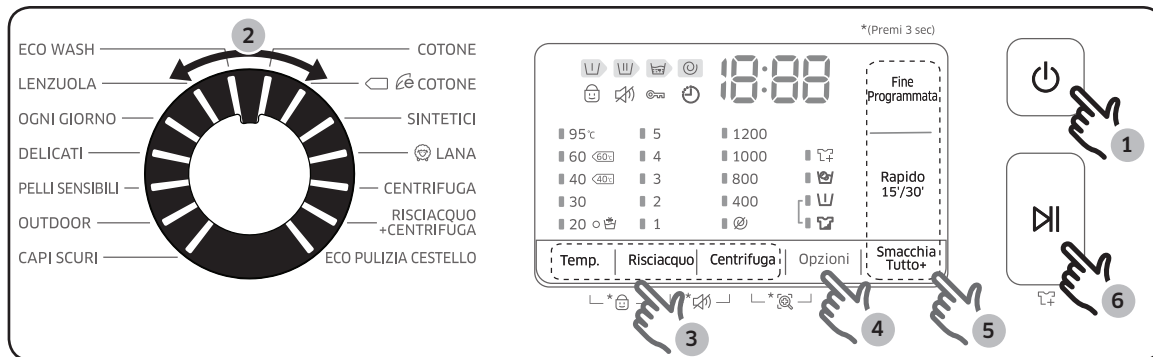 *(Premi 3 sec)
2
ECO WASH
COTONE
LENZUOLA
é COTONE
OGNI GIORNO
SINTETICI
DELICATI
LANA
PELLI SENSIBILI
CENTRIFUGA
OUTDOOR
RISCIACQUO
+CENTRIFUGA
CAPI SCURI
ECO PULIZIA CESTELLO
18:88
95℃ 5 1200
60 60℃ 4 1000
40 40℃ 3 800
30 2 400
20 1
Fine
Programmata
Rapido
15'/30'
Temp. Risciacquo Centrifuga Opzioni
Smacchia
Tutto+
* * *
1
3
4
5
6